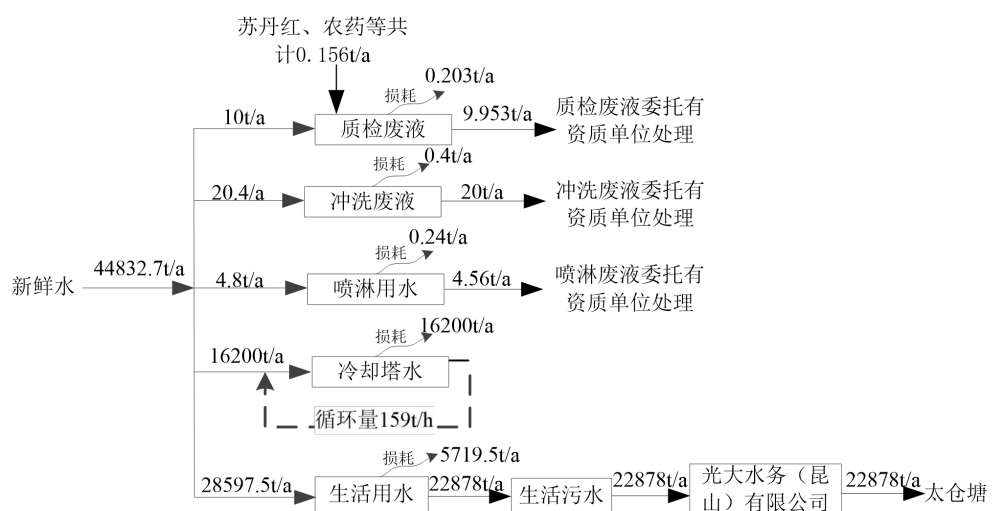 苏丹红、农药等共
计0.156t/a
损耗
0.203t/a
10t/a
质检废液
9.953t/a
质检废液委托有
资质单位处理
损耗
0.4t/a
20.4/a
冲洗废液
20t/a
冲洗废液委托有
资质单位处理
新鲜水
44832.7t/a
损耗
0.24t/a
4.8t/a
喷淋用水
4.56t/a
喷淋废液委托有
资质单位处理
损耗
16200t/a
16200t/a
冷却塔水
循环量159t/h
损耗
5719.5t/a
28597.5t/a
生活用水
22878t/a
生活污水
22878t/a
光大水务（昆
山）有限公司
22878t/a
太仓塘